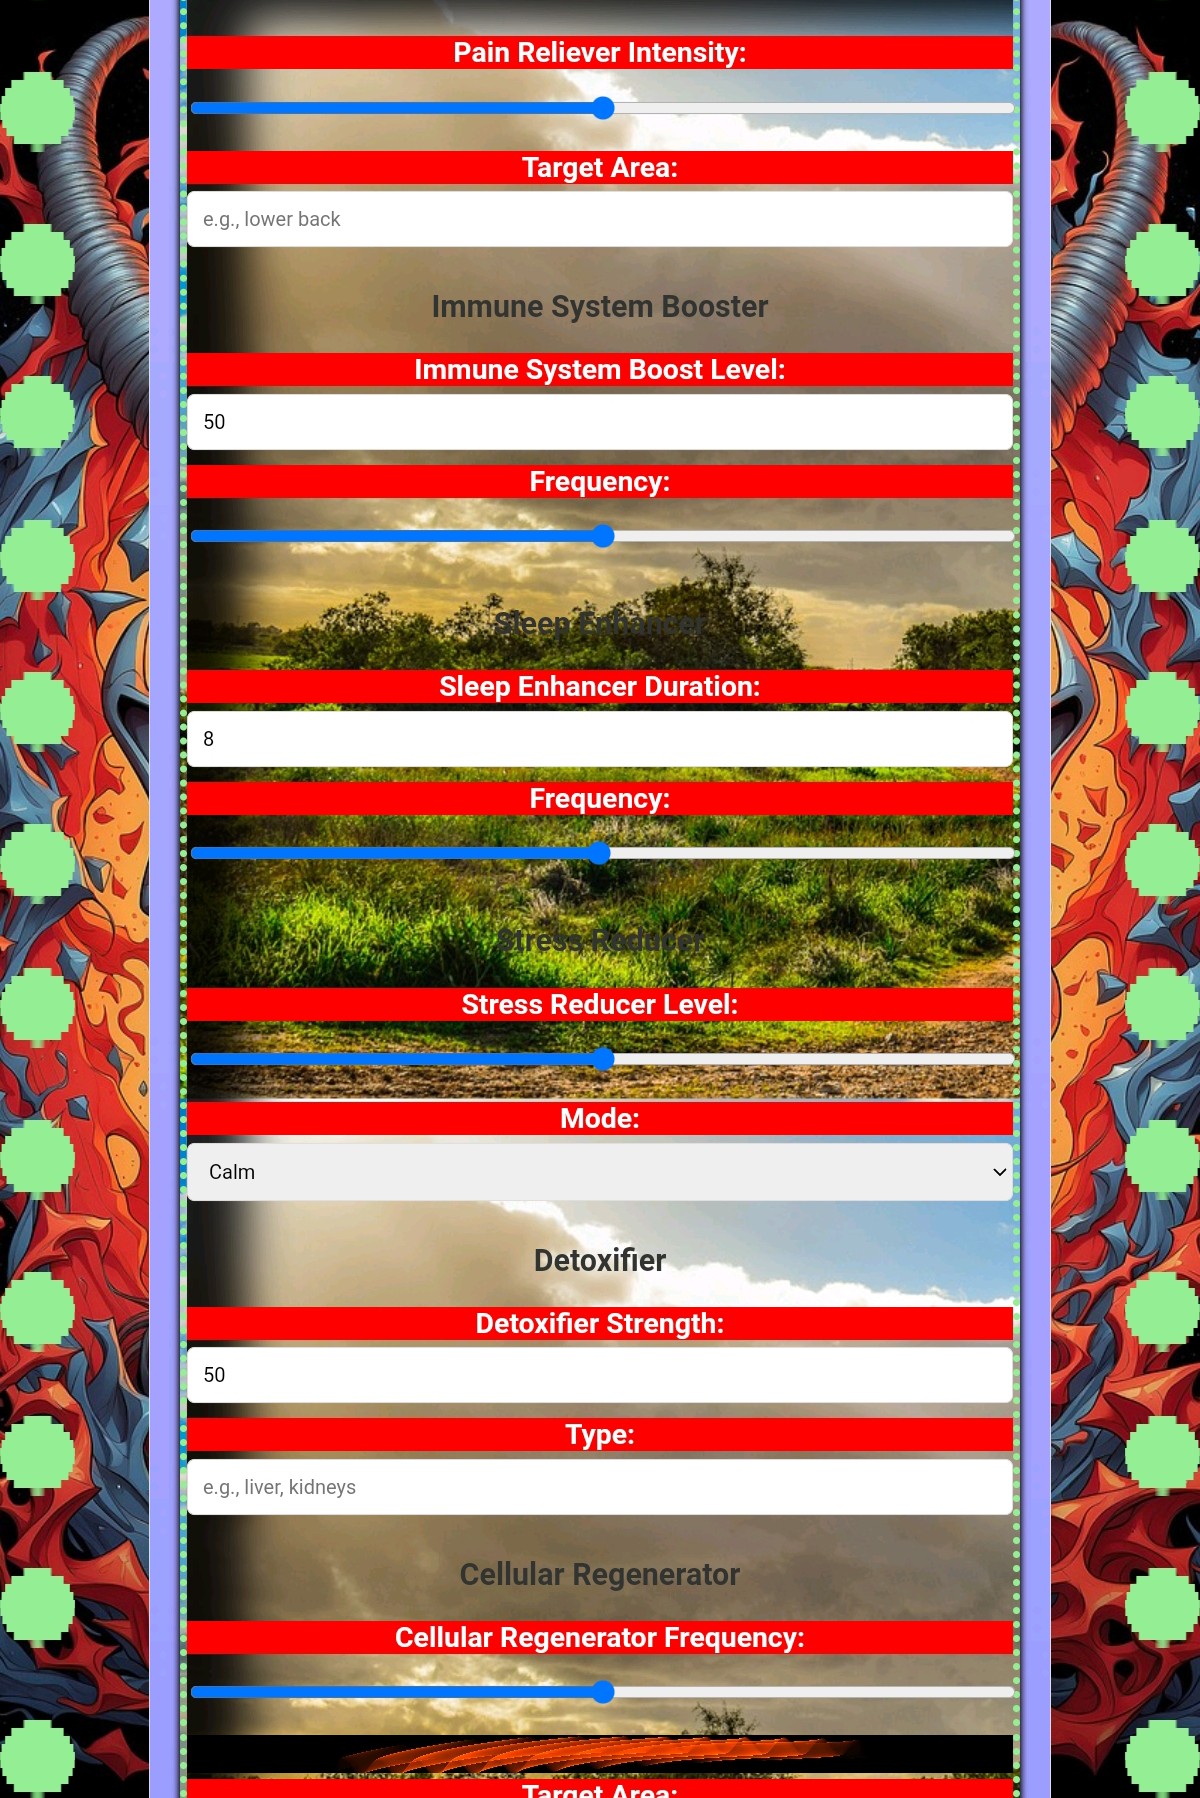 Pain Reliever Intensity:
Target Area:
e.g., lower back
Immune System Booster
Immune System Boost Level:
50
Frequency:
Sleep Enhancer
Sleep Enhancer Duration:
8
Frequency:
Stress Reducer
Stress Reducer Level:
Mode:
Calm
Detoxifier
Detoxifier Strength:
50
Type:
e.g., liver, kidneys
Cellular Regenerator
Cellular Regenerator Frequency:
Target Area: